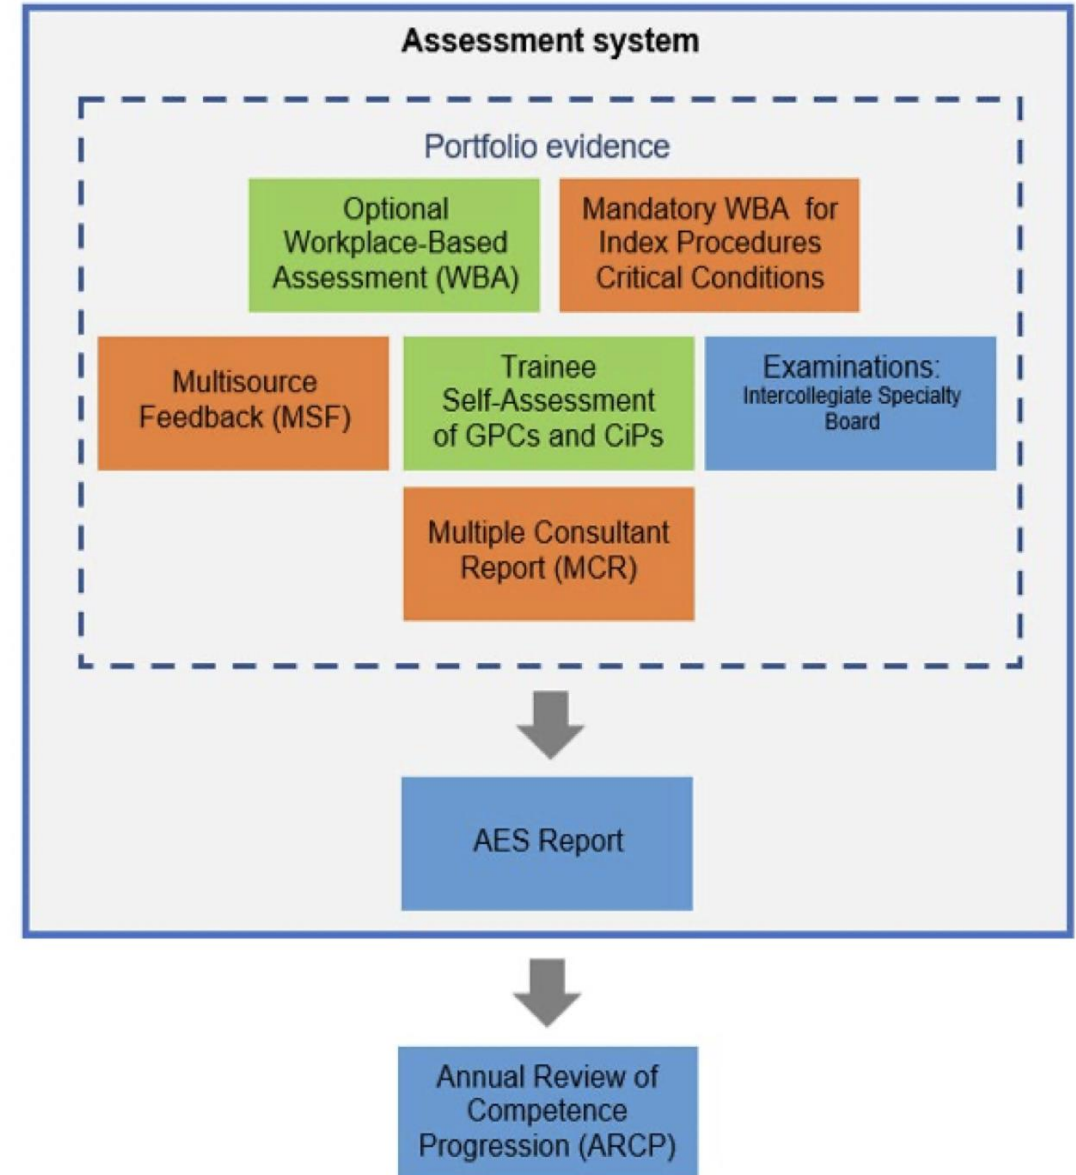 Assessment system
Portfolio evidence
Optional
Workplace-Based
Assessment (WBA)
Mandatory WBA for
Index Procedures
Critical Conditions
Multisource
Feedback (MSF)
Trainee
Self-Assessment
of GPCs and CiPs
Examinations:
Intercollegiate Specialty
Board
Multiple Consultant
Report (MCR)
AES Report
Annual Review of
Competence
Progression (ARCP)